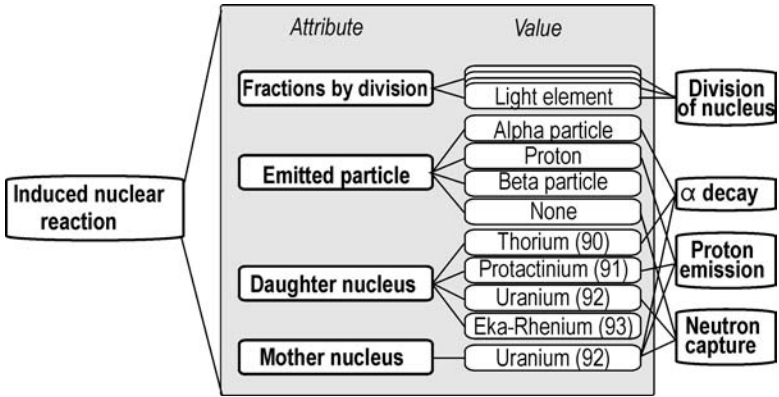 Attribute
Value
Fractions by division
Light element
Division
of nucleus
Alpha particle
Proton
Emitted particle
Beta particle
None
Induced nuclear
reaction
α decay
Thorium (90)
Protactinium (91)
Proton
emission
Daughter nucleus
Uranium (92)
Eka-Rhenium (93)
Neutron
capture
Mother nucleus
Uranium (92)